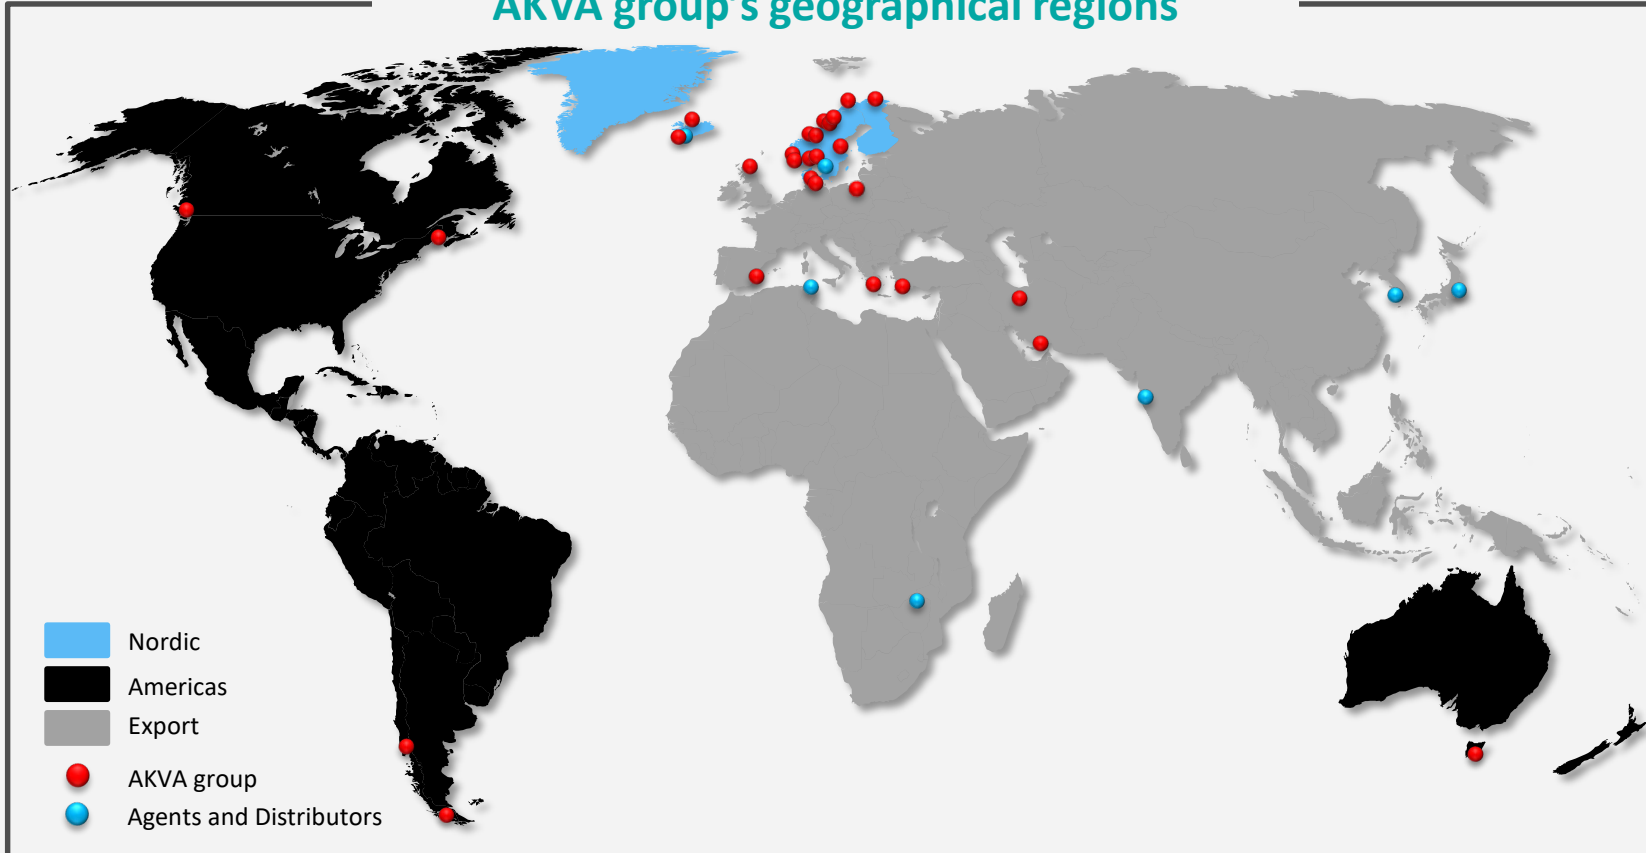 AKVA group's geographical regions
Nordic
Americas
Export
AKVA group
Agents and Distributors